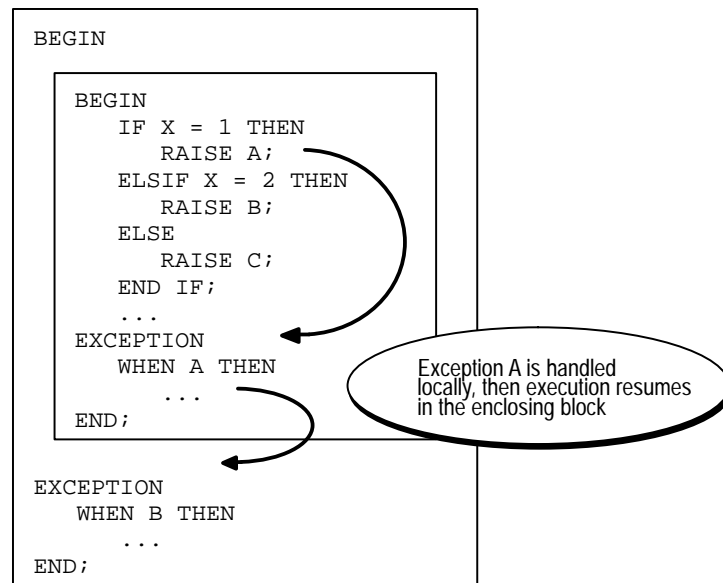 BEGIN
BEGIN
IF X = 1 THEN
RAISE A;
ELSIF X = 2 THEN
RAISE B;
ELSE
RAISE C;
END IF;
...
EXCEPTION
WHEN A THEN
...
END;
Exception A is handled
locally, then execution resumes
in the enclosing block
EXCEPTION
WHEN B THEN
...
END;